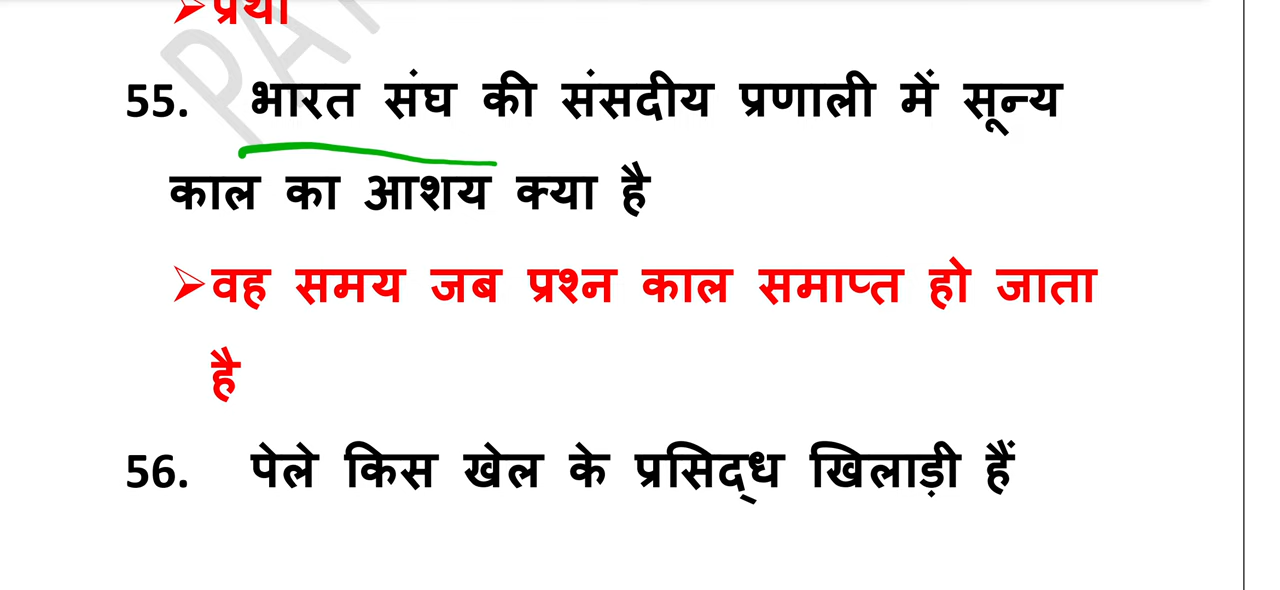 ➢प्रथा
55. भारत संघ की संसदीय प्रणाली में सून्य
काल का आशय क्या है
➢वह समय जब प्रश्न काल समाप्त हो जाता
है
56. पेले किस खेल के प्रसिद्ध खिलाड़ी हैं